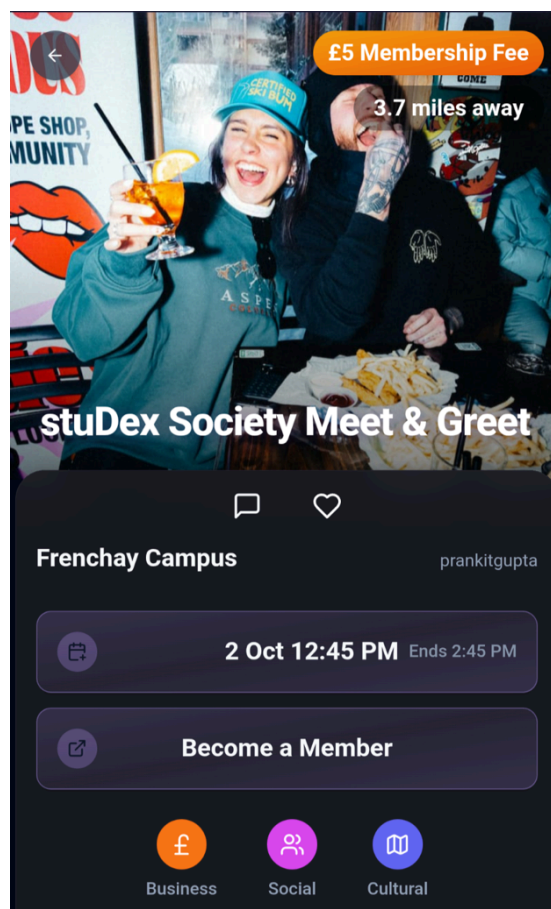 £5 Membership Fee
COME
3.7 miles away
PE SHOP,
MUNITY
CERTIFIED
SKI BUM
ASPE
stuDex Society Meet & Greet
Frenchay Campus
prankitgupta
2 Oct 12:45 PM Ends 2:45 PM
Become a Member
Business
Social
Cultural